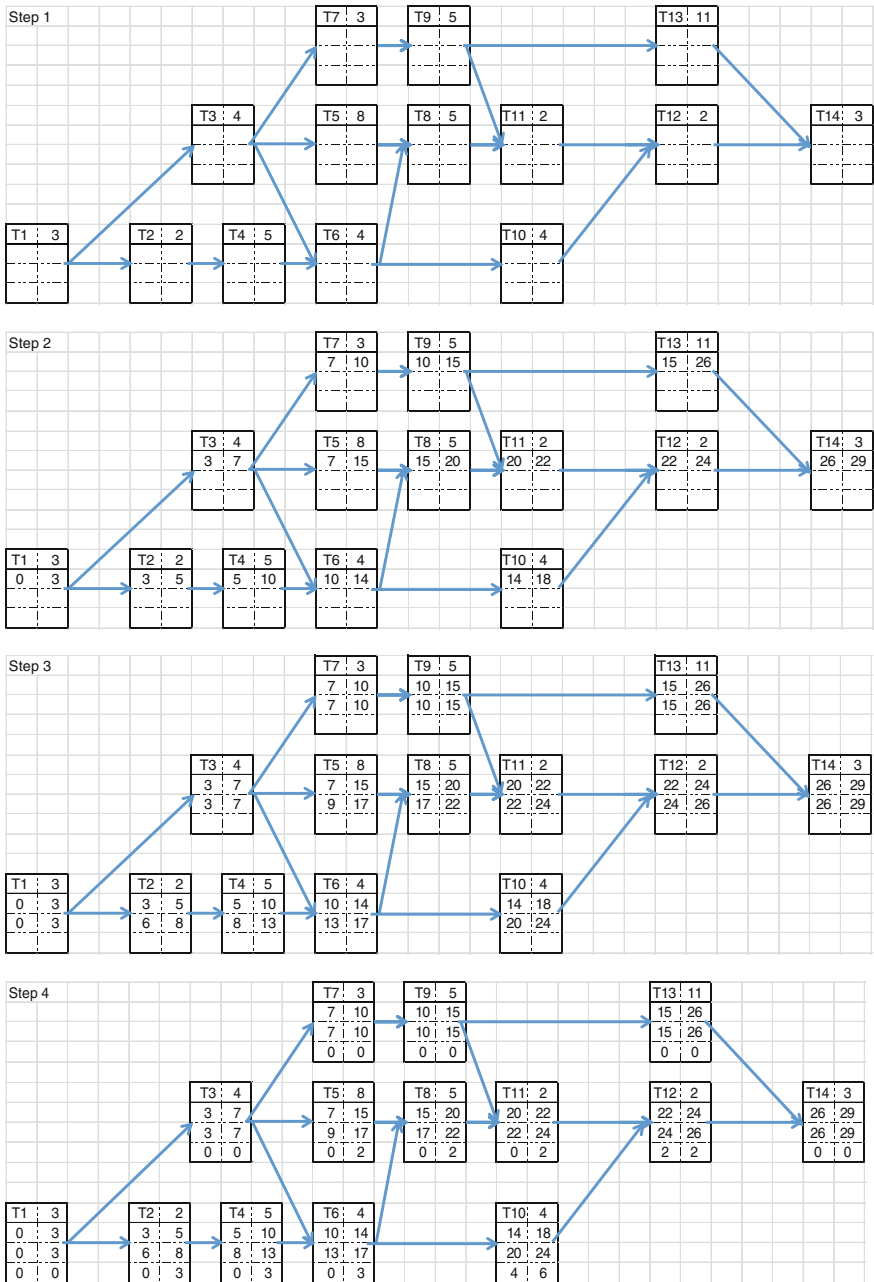 Step 1
T7 3 T9 5 T13 11
T3 4 T5 8 T8 5 T11 2 T12 2 T14 3
T1 3 T2 2 T4 5 T6 4 T10 4
Step 2
T7 3 T9 5 T13 11
7 10 10 15 15 26
T3 4 T5 8 T8 5 T11 2 T12 2 T14 3
3 7 7 15 15 20 20 22 22 24 26 29
T1 3 T2 2 T4 5 T6 4 T10 4
0 3 3 5 5 10 10 14 14 18
Step 3
T7 3 T9 5 T13 11
7 10 10 15 15 26
7 10 10 15 15 26
T3 4 T5 8 T8 5 T11 2 T12 2 T14 3
3 7 7 15 15 20 20 22 22 24 26 29
3 7 9 17 17 22 22 24 24 26 26 29
T1 3 T2 2 T4 5 T6 4 T10 4
0 3 3 5 5 10 10 14 14 18
0 3 6 8 8 13 13 17 20 24
Step 4
T7 3 T9 5 T13 11
7 10 10 15 15 26
7 10 10 15 15 26
0 0 0 0 0 0
T3 4 T5 8 T8 5 T11 2 T12 2 T14 3
3 7 7 15 15 20 20 22 22 24 26 29
3 7 9 17 17 22 22 24 24 26 26 29
0 0 0 2 0 2 0 2 2 2 0 0
T1 3 T2 2 T4 5 T6 4 T10 4
0 3 3 5 5 10 10 14 14 18
0 3 6 8 8 13 13 17 20 24
0 0 0 3 0 3 0 3 4 6